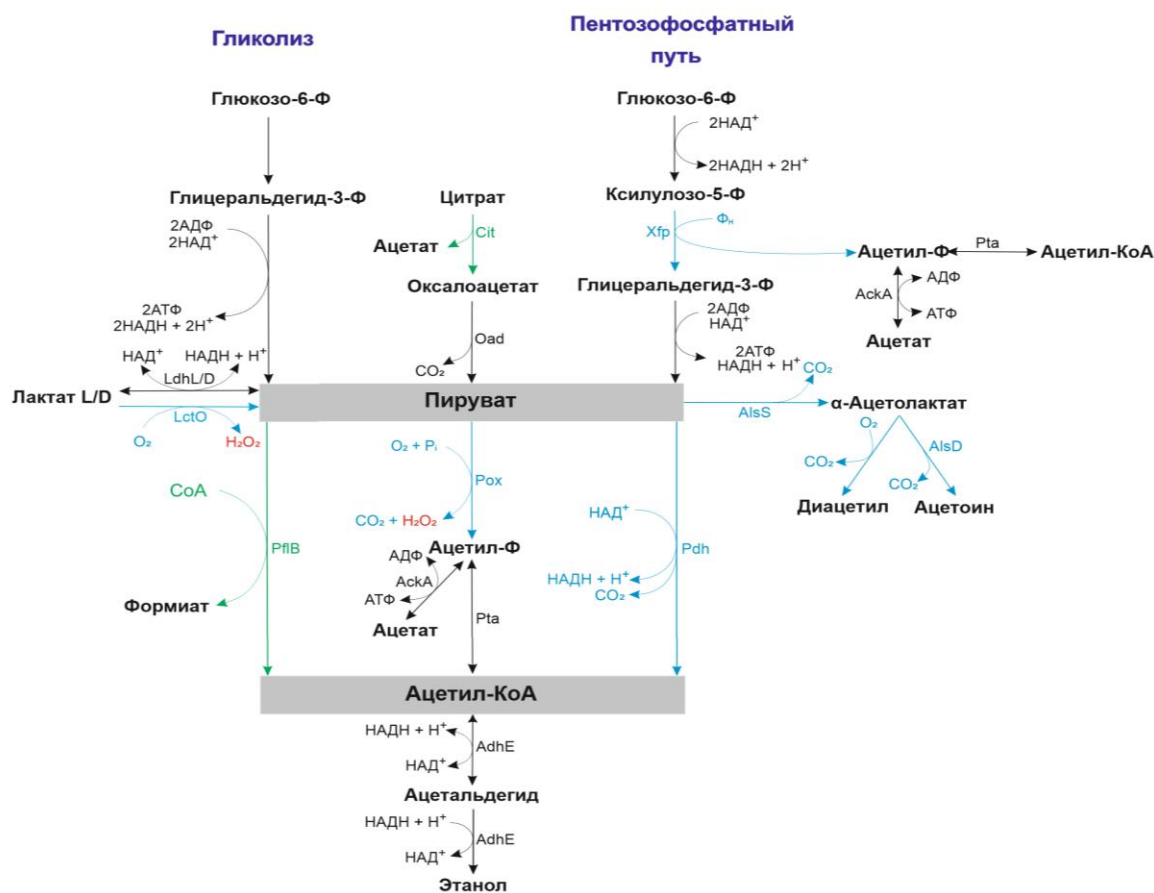 Гликолиз
Пентозофосфатный
путь
Глюкозо-6-Ф
Глюкозо-6-Ф
2НАД⁺
2НАДН + 2Н⁺
Глицеральдегид-3-Ф
Цитрат
Ксилулозо-5-Ф
2АДФ
2НАД⁺
Cit
Ацетат
Xfp
Фн
Ацетил-Ф
Pta
Ацетил-КоА
Оксалоацетат
Глицеральдегид-3-Ф
АДФ
AckA
АТФ
Ацетат
2АТФ
2НАДН + 2Н⁺
Oad
CO₂
2АДФ
НАД⁺
2АТФ
НАДН + Н⁺
CO₂
НАД⁺
НАДН + Н⁺
LdhL/D
Лактат L/D
Пируват
AlsS
α-Ацетолактат
LctO
O₂
H₂O₂
O₂ + Pᵢ
Pox
CO₂ + H₂O₂
O₂
AlsD
CO₂
CO₂
Диацетил
Ацетоин
CoA
PflB
Формиат
НАД⁺
Pdh
НАДН + Н⁺
CO₂
Ацетил-Ф
АДФ
AckA
АТФ
Ацетат
Pta
Ацетил-КоА
НАДН + Н⁺
AdhE
НАД⁺
Ацетальдегид
НАДН + Н⁺
AdhE
НАД⁺
Этанол